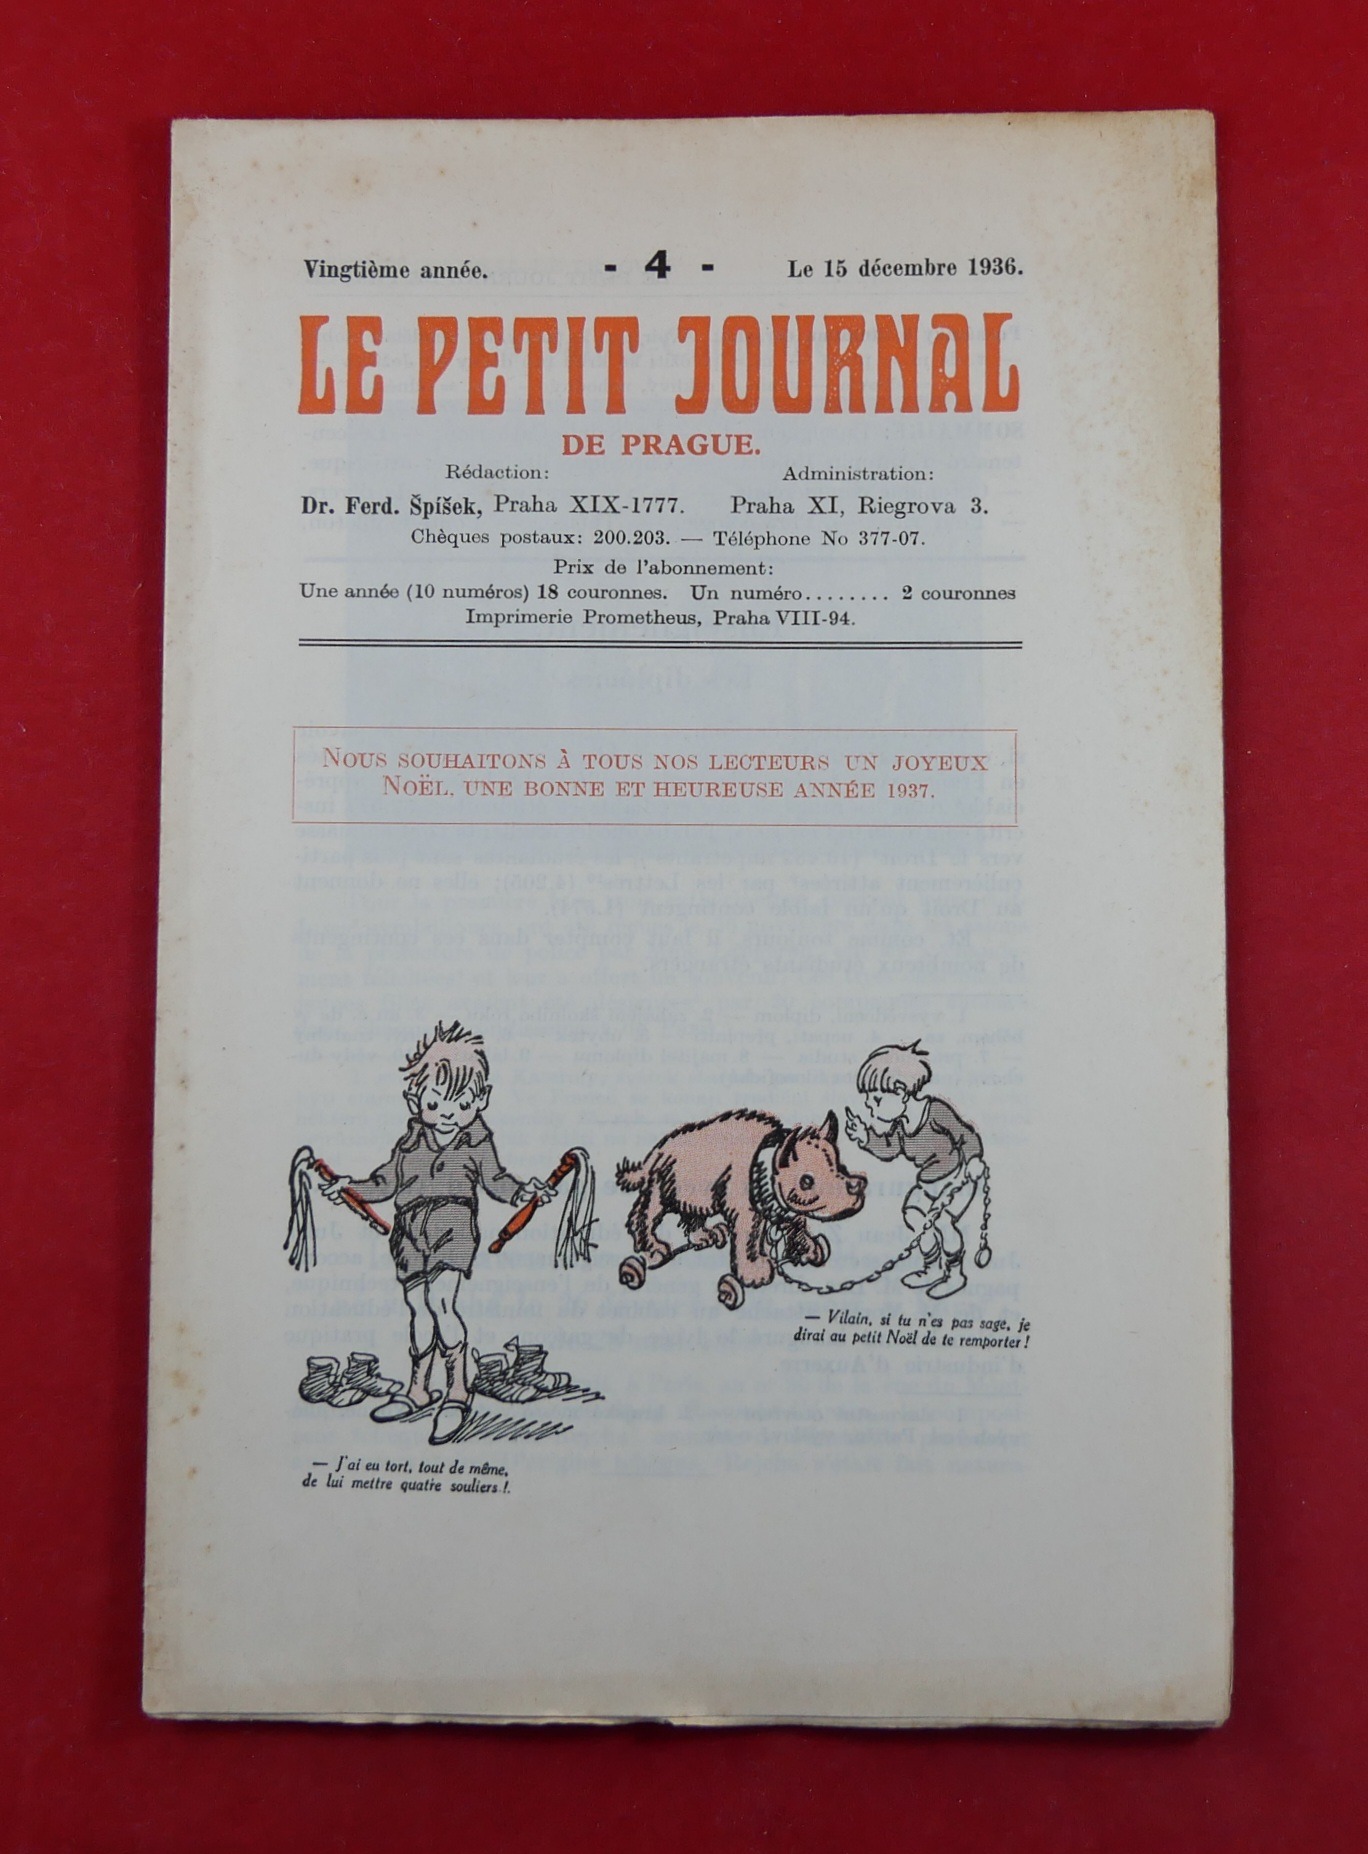 Vingtième année. - 4 - Le 15 décembre 1936.
LE PETIT JOURNAL
DE PRAGUE.
Rédaction: Administration:
Dr. Ferd. Špíšek, Praha XIX-1777. Praha XI, Riegrova 3.
Chèques postaux: 200.203. — Téléphone No 377-07.
Prix de l'abonnement:
Une année (10 numéros) 18 couronnes. Un numéro........ 2 couronnes
Imprimerie Prometheus, Praha VIII-94.
NOUS SOUHAITONS À TOUS NOS LECTEURS UN JOYEUX
NOËL. UNE BONNE ET HEUREUSE ANNÉE 1937.
— Vilain, si tu n'es pas sage, je
dirai au petit Noël de te remporter!
— J'ai eu tort, tout de même,
de lui mettre quatre souliers!.